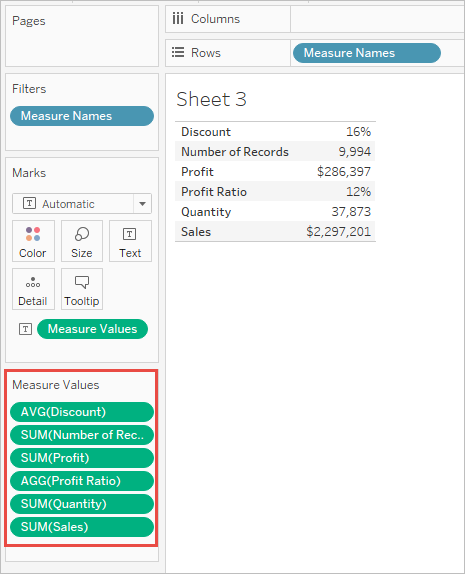 Pages
Columns
Rows
Measure Names
Filters
Measure Names
Marks
Automatic
Color Size Text
Detail Tooltip
Measure Values
Measure Values
AVG(Discount)
SUM(Number of Rec..
SUM(Profit)
AGG(Profit Ratio)
SUM(Quantity)
SUM(Sales)
Sheet 3
Discount 16%
Number of Records 9,994
Profit $286,397
Profit Ratio 12%
Quantity 37,873
Sales $2,297,201